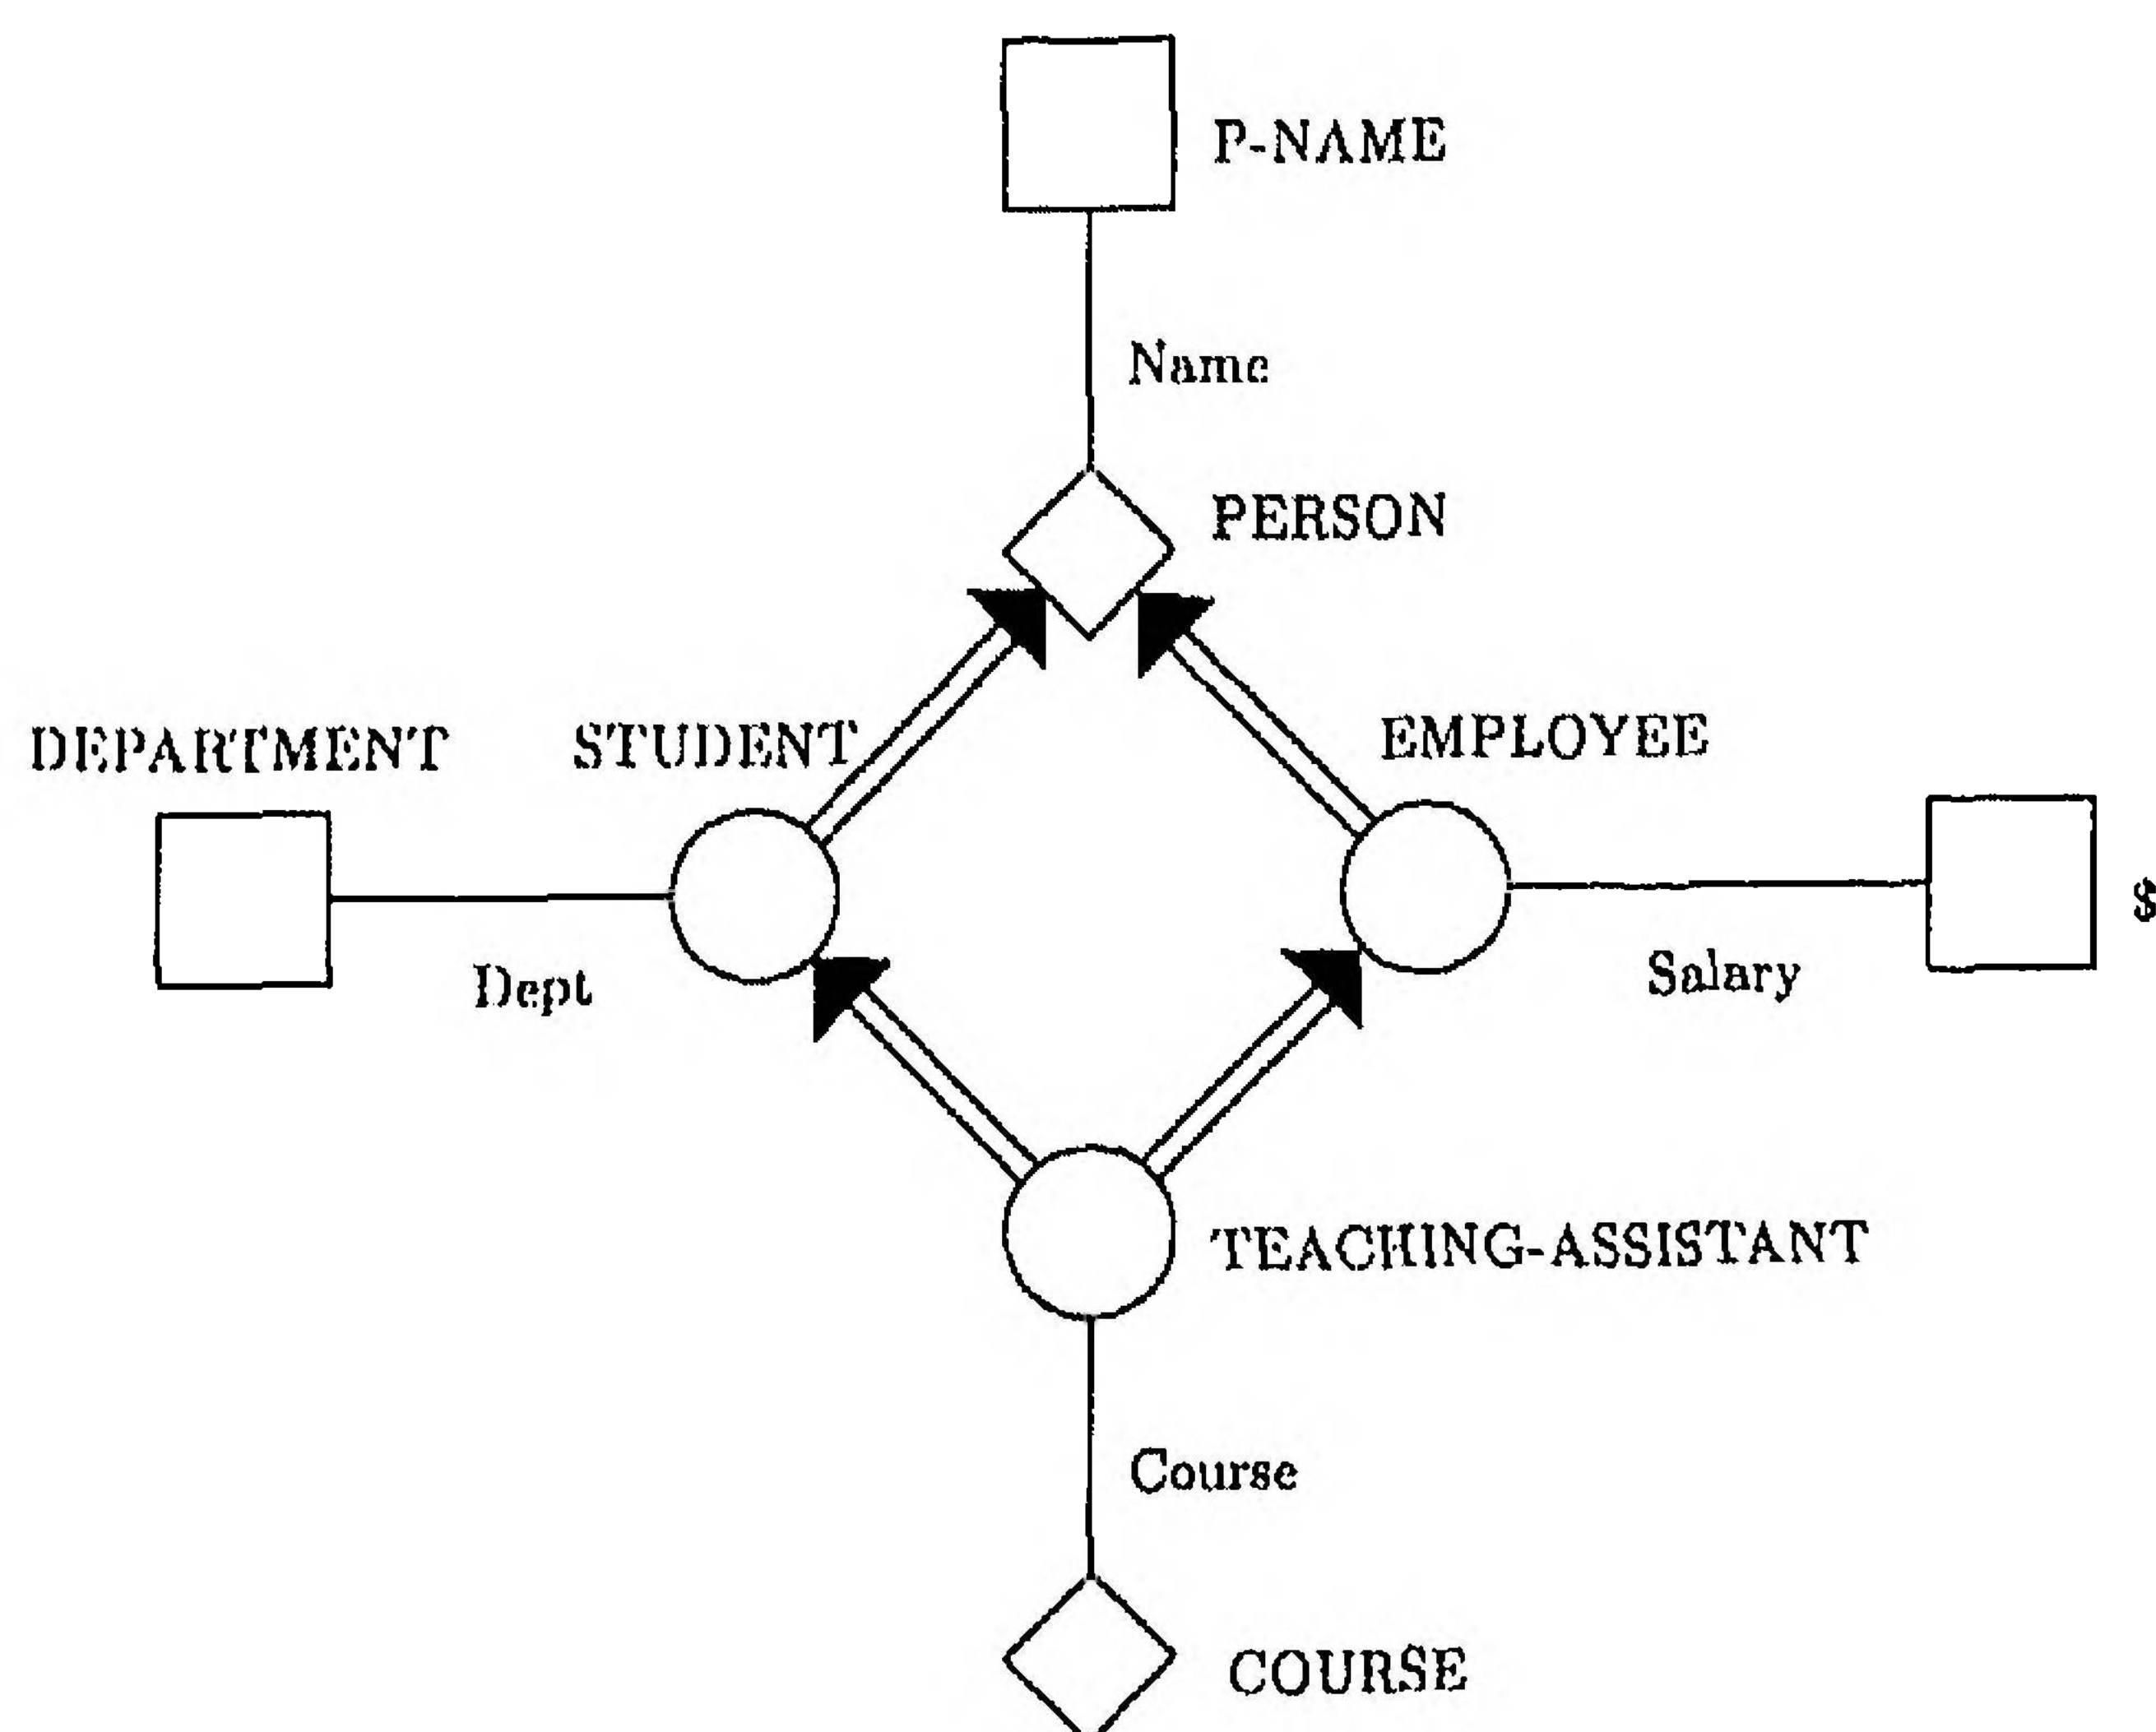 P-NAME
Name
PERSON
DEPARTMENT
STUDENT
EMPLOYEE
Dept
Salary
$
TEACHING-ASSISTANT
Course
COURSE